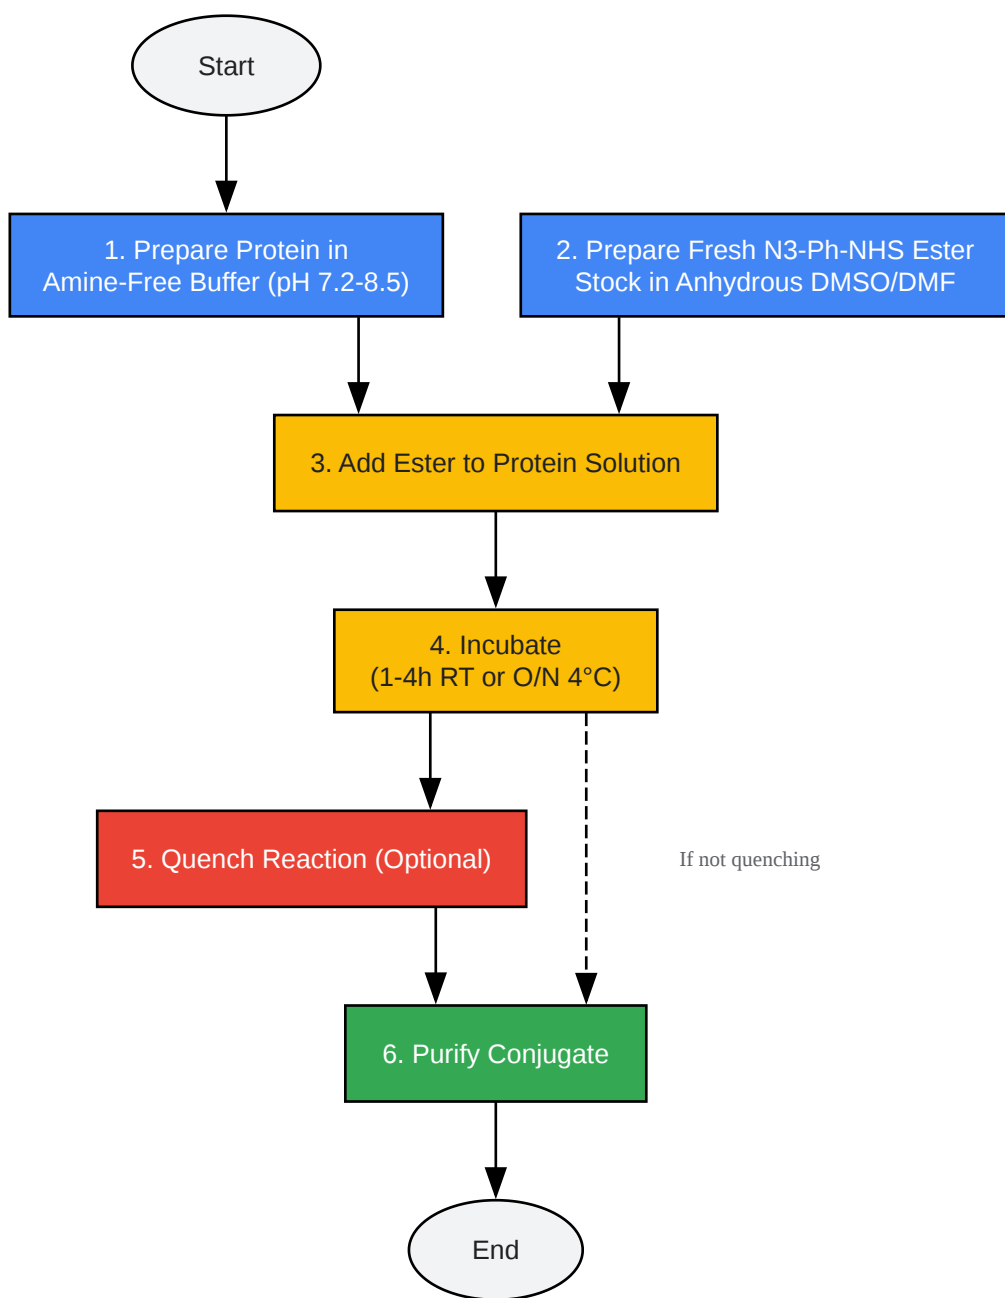 Start
1. Prepare Protein in
Amine-Free Buffer (pH 7.2-8.5)
2. Prepare Fresh N3-Ph-NHS Ester
Stock in Anhydrous DMSO/DMF
3. Add Ester to Protein Solution
4. Incubate
(1-4h RT or O/N 4°C)
5. Quench Reaction (Optional)
If not quenching
6. Purify Conjugate
End